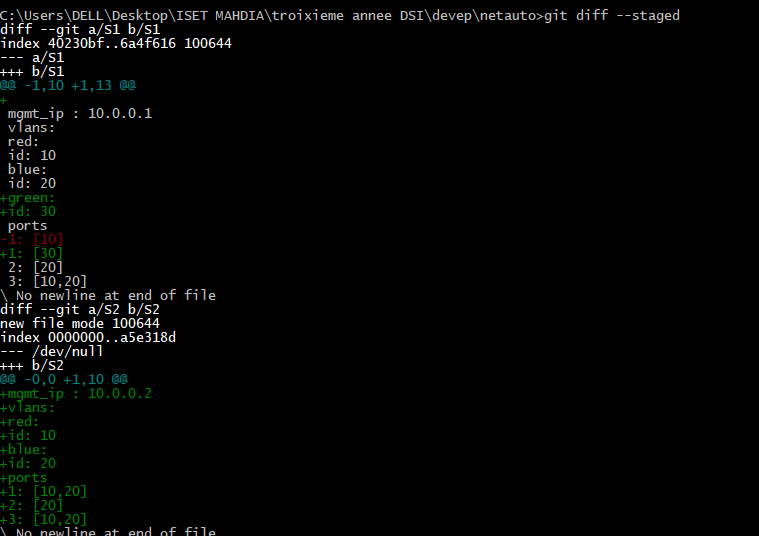 C:\Users\DELL\Desktop\ISET MAHDIA\troixieme annee DSI\devep\netauto>git diff --staged
diff --git a/S1 b/S1
index 40230bf..6a4f616 100644
--- a/S1
+++ b/S1
@@ -1,10 +1,13 @@
+
 mgmt_ip : 10.0.0.1
 vlans:
 red:
 id: 10
 blue:
 id: 20
+green:
+id: 30
 ports
-1: [10]
+1: [30]
 2: [20]
 3: [10,20]
\ No newline at end of file
diff --git a/S2 b/S2
new file mode 100644
index 0000000..a5e318d
--- /dev/null
+++ b/S2
@@ -0,0 +1,10 @@
+mgmt_ip : 10.0.0.2
+vlans:
+red:
+id: 10
+blue:
+id: 20
+ports
+1: [10,20]
+2: [20]
+3: [10,20]
\ No newline at end of file